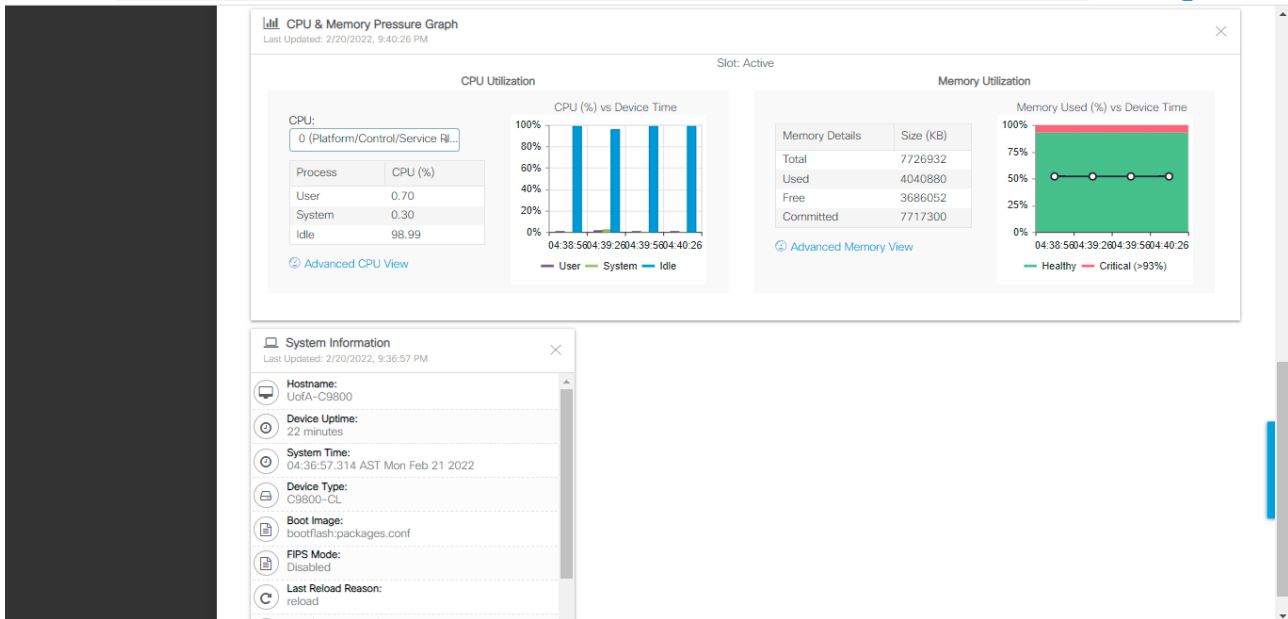 CPU & Memory Pressure Graph
Last Updated: 2/20/2022, 9:40:26 PM
Slot: Active
CPU Utilization
CPU:
0 (Platform/Control/Service
Process CPU (%)
User 0.70
System 0.30
Idle 98.99
Advanced CPU View
CPU (%) vs Device Time
100%
80%
60%
40%
20%
0%
04:38:56 04:39:26 04:39:56 04:40:26
User System Idle
Memory Utilization
Memory Details Size (KB)
Total 7726932
Used 4040880
Free 3686052
Committed 7717300
Advanced Memory View
Memory Used (%) vs Device Time
100%
75%
50%
25%
0%
04:38:56 04:39:26 04:39:56 04:40:26
Healthy Critical (>93%)
System Information
Last Updated: 2/20/2022, 9:36:57 PM
Hostname:
UofA-C9800
Device Uptime:
22 minutes
System Time:
04:36:57.314 AST Mon Feb 21 2022
Device Type:
C9800-CL
Boot Image:
bootflash:packages.conf
FIPS Mode:
Disabled
Last Reload Reason:
reload